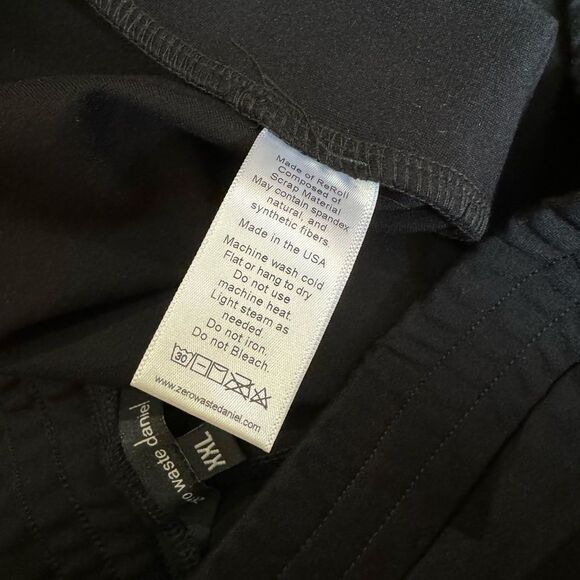 Made of ReRoll
Composed of
Scrap Material
May contain spandex
natural, and
synthetic fibers
Made in the USA
Machine wash cold
Flat or hang to dry
Do not use
machine heat.
Light steam as
needed
Do not iron.
Do not Bleach.
30
www.zerowastedaniel.com
waste daniel
XXL